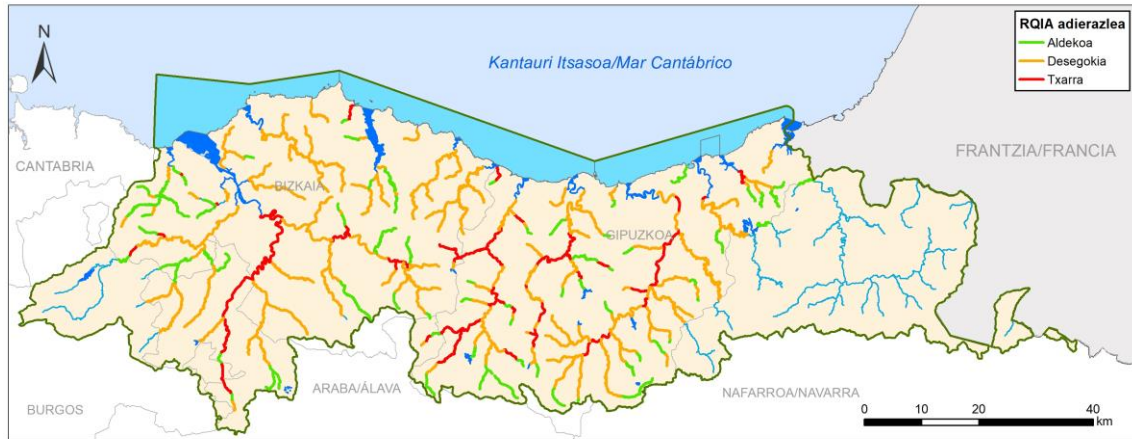 N
Kantauri Itsasoa/Mar Cantábrico
RQIA adierazlea
Aldekoa
Desegokia
Txarra
CANTABRIA
FRANTZIA/FRANCIA
BIZKAIA
GIPUZKOA
ARABA/ÁLAVA
NAFARROA/NAVARRA
BURGOS
0 10 20 40
km